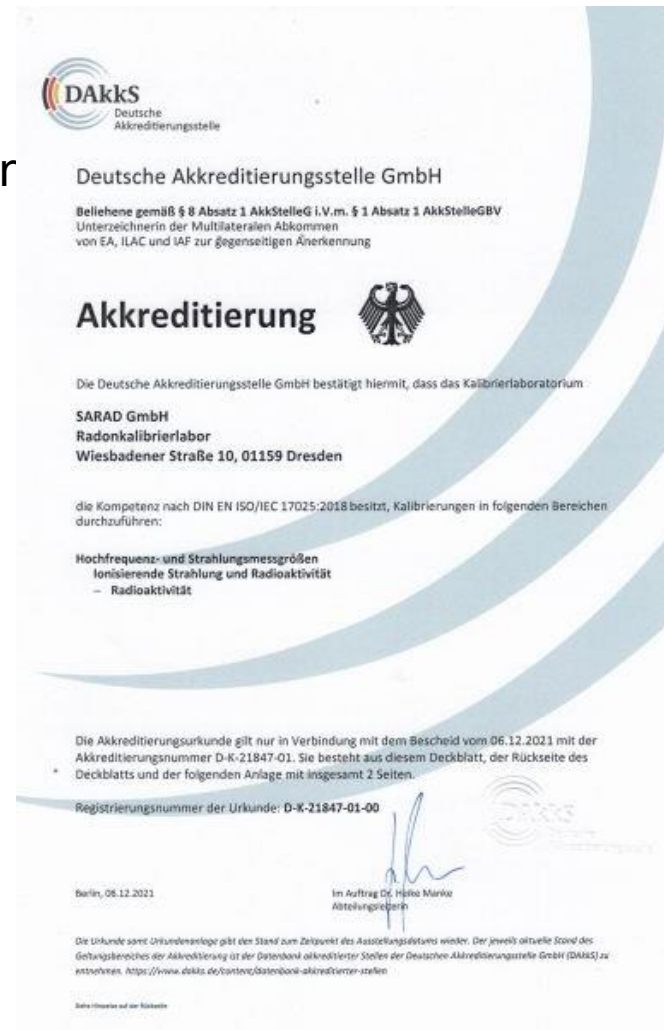 DAkkS
Deutsche
Akkreditierungsstelle
r
Deutsche Akkreditierungsstelle GmbH
Beliehene gemäß § 8 Absatz 1 AkkStelleG i.V.m. § 1 Absatz 1 AkkStelleGBV
Unterzeichnerin der Multilateralen Abkommen
von EA, ILAC und IAF zur gegenseitigen Anerkennung
Akkreditierung
Die Deutsche Akkreditierungsstelle GmbH bestätigt hiermit, dass das Kalibrierlaboratorium
SARAD GmbH
Radonkalibrierlabor
Wiesbadener Straße 10, 01159 Dresden
die Kompetenz nach DIN EN ISO/IEC 17025:2018 besitzt, Kalibrierungen in folgenden Bereichen
durchzuführen:
Hochfrequenz- und Strahlungsmessgrößen
Ionisierende Strahlung und Radioaktivität
– Radioaktivität
Die Akkreditierungsurkunde gilt nur in Verbindung mit dem Bescheid vom 06.12.2021 mit der
Akkreditierungsnummer D-K-21847-01. Sie besteht aus diesem Deckblatt, der Rückseite des
Deckblatts und der folgenden Anlage mit insgesamt 2 Seiten.
Registrierungsnummer der Urkunde: D-K-21847-01-00
DAkkS
Berlin, 06.12.2021
Im Auftrag Dr. Heike Manke
Abteilungsleiterin
Die Urkunde samt Urkundenanlage gibt den Stand zum Zeitpunkt des Ausstellungsdatums wieder. Der jeweils aktuelle Stand des
Geltungsbereiches der Akkreditierung ist der Datenbank akkreditierter Stellen der Deutschen Akkreditierungsstelle GmbH (DAkkS) zu
entnehmen. https://www.dakks.de/content/datenbank-akkreditierter-stellen
Siehe Hinweise auf der Rückseite